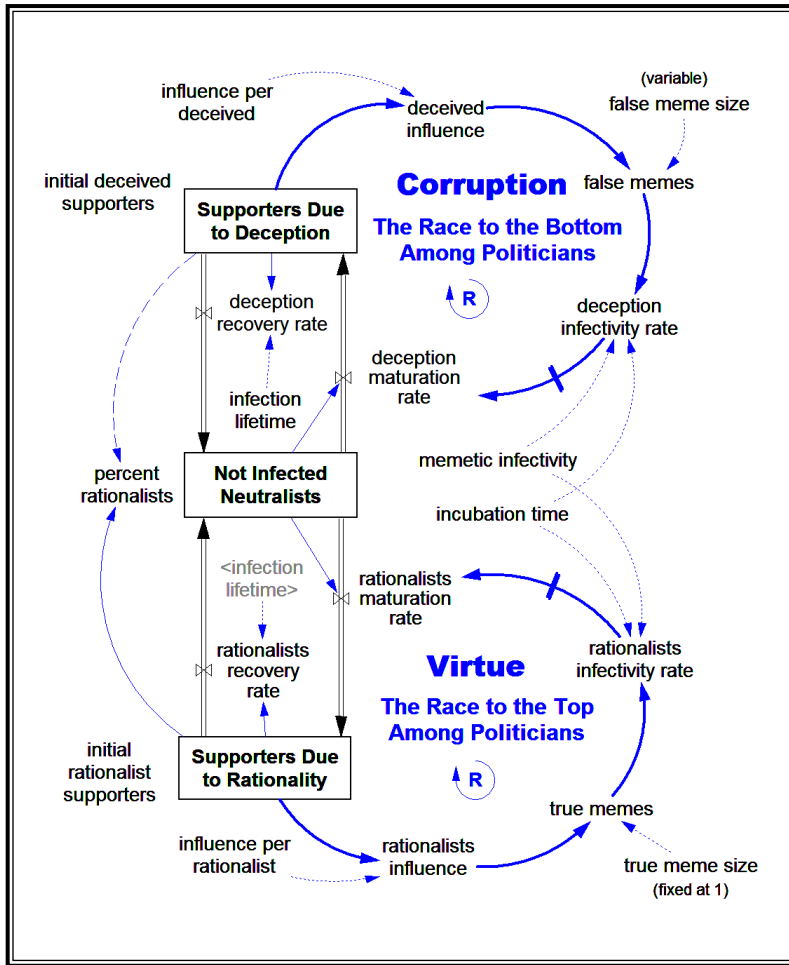 (variable)
influence per
deceived
deceived
influence
false meme size
initial deceived
supporters
Corruption
false memes
Supporters Due
to Deception
The Race to the Bottom
Among Politicians
R
deception
recovery rate
deception
infectivity rate
deception
maturation
rate
infection
lifetime
percent
rationalists
Not Infected
Neutralists
memetic infectivity
incubation time
<infection
lifetime>
rationalists
maturation
rate
rationalists
recovery
rate
rationalists
infectivity rate
Virtue
The Race to the Top
Among Politicians
initial
rationalist
supporters
Supporters Due
to Rationality
R
true memes
influence per
rationalist
rationalists
influence
true meme size
(fixed at 1)